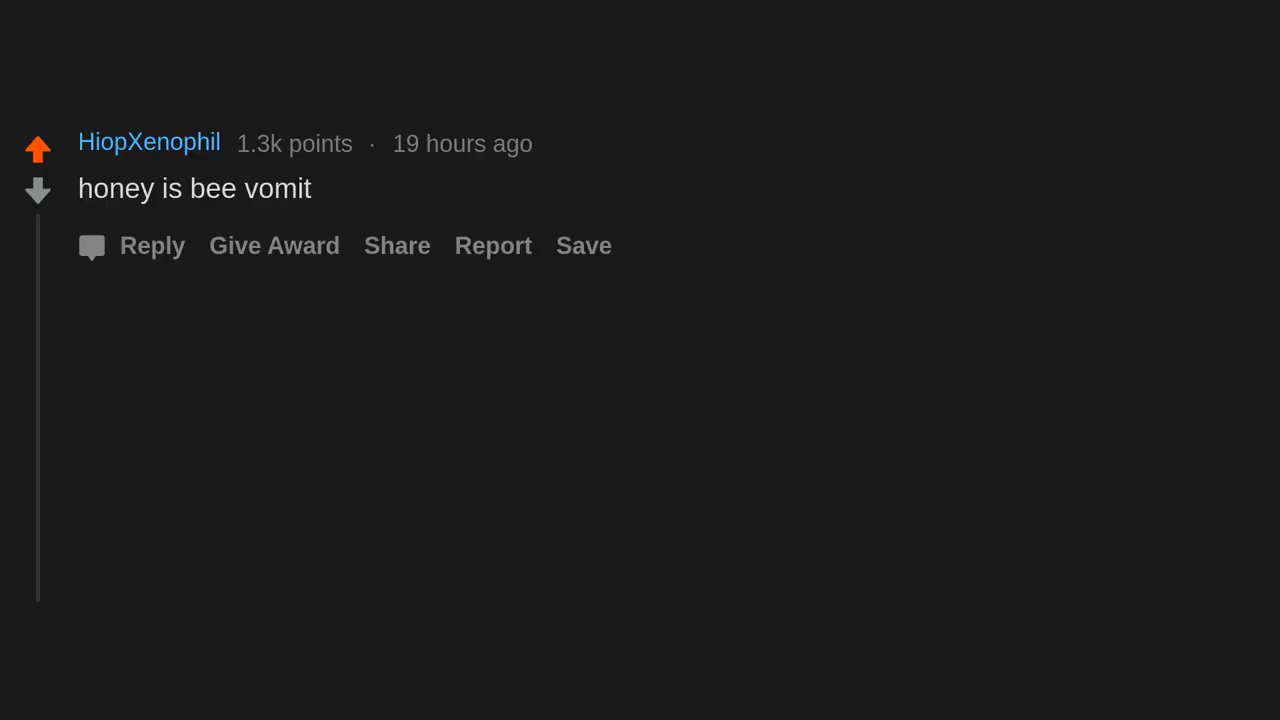 HiopXenophil 1.3k points · 19 hours ago
honey is bee vomit
Reply Give Award Share Report Save